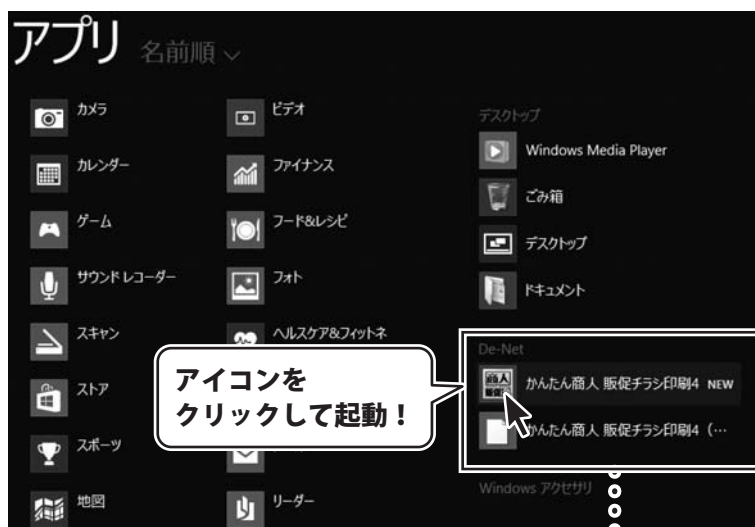 アプリ 名前順
カメラ
カレンダー
ゲーム
サウンド レコーダー
スキャン
ストア
スポーツ
地図
ビデオ
ファイナンス
フード&レシピ
フォト
ヘルスケア&フィットネ
リーダー
デスクトップ
Windows Media Player
ごみ箱
デスクトップ
ドキュメント
De-Net
かんたん商人 販促チラシ印刷4 NEW
かんたん商人 販促チラシ印刷4 (…
Windows アクセサリ
アイコンを
クリックして起動！